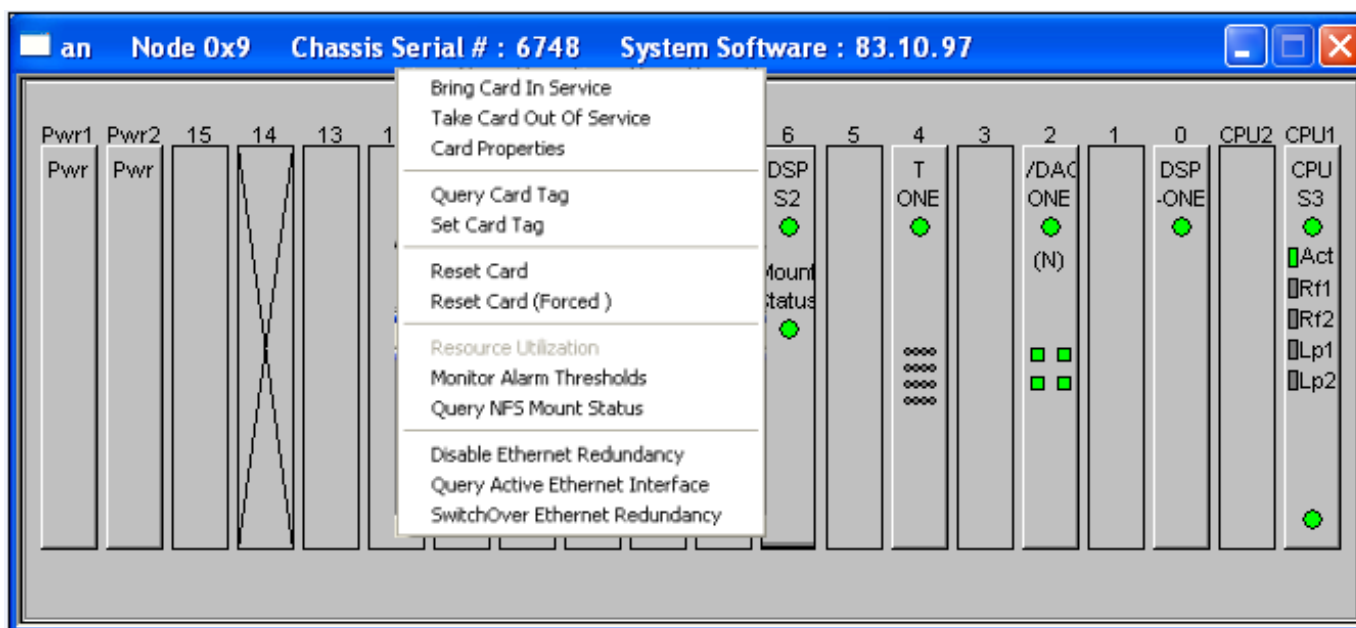 an Node 0x9 Chassis Serial # : 6748 System Software : 83.10.97
Pwr1 Pwr2 15 14 13 1 6 5 4 3 2 1 0 CPU2 CPU1
Pwr Pwr DSP T /DAC DSP CPU
S2 ONE ONE -ONE S3
(N) Act
Mount Rf1
Status Rf2
Lp1
Lp2
Bring Card In Service
Take Card Out Of Service
Card Properties
Query Card Tag
Set Card Tag
Reset Card
Reset Card (Forced )
Resource Utilization
Monitor Alarm Thresholds
Query NFS Mount Status
Disable Ethernet Redundancy
Query Active Ethernet Interface
SwitchOver Ethernet Redundancy